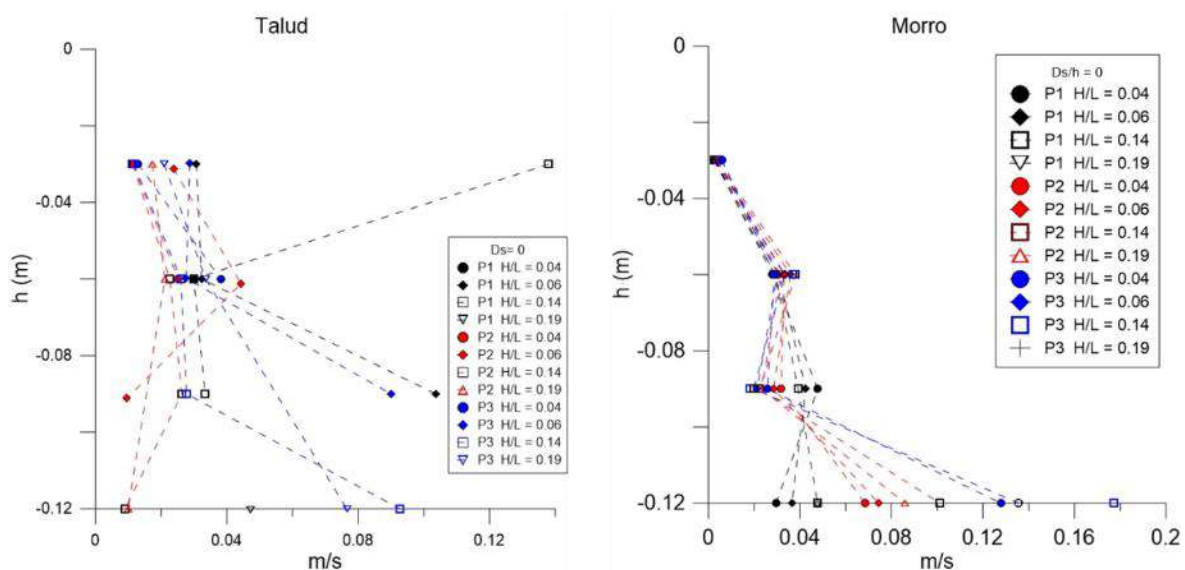 Talud
0
-0.04
-0.08
-0.12
h (m)
0
0.04
0.08
0.12
m/s
Ds= 0
P1 H/L = 0.04
P1 H/L = 0.06
P1 H/L = 0.14
P1 H/L = 0.19
P2 H/L = 0.04
P2 H/L = 0.06
P2 H/L = 0.14
P2 H/L = 0.19
P3 H/L = 0.04
P3 H/L = 0.06
P3 H/L = 0.14
P3 H/L = 0.19
Morro
0
-0.04
-0.08
-0.12
h (m)
0
0.04
0.08
0.12
0.16
0.2
m/s
Ds/h = 0
P1 H/L = 0.04
P1 H/L = 0.06
P1 H/L = 0.14
P1 H/L = 0.19
P2 H/L = 0.04
P2 H/L = 0.06
P2 H/L = 0.14
P2 H/L = 0.19
P3 H/L = 0.04
P3 H/L = 0.06
P3 H/L = 0.14
P3 H/L = 0.19